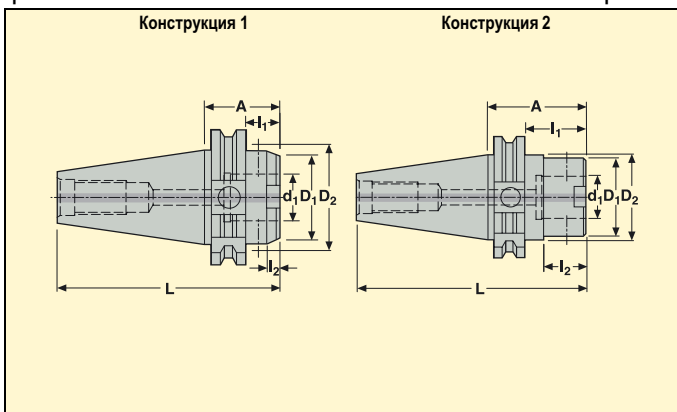 Конструкция 1
Конструкция 2
A
l₁
d₁ D₁ D₂
l₂
L
A
l₁
d₁ D₁ D₂
l₂
L